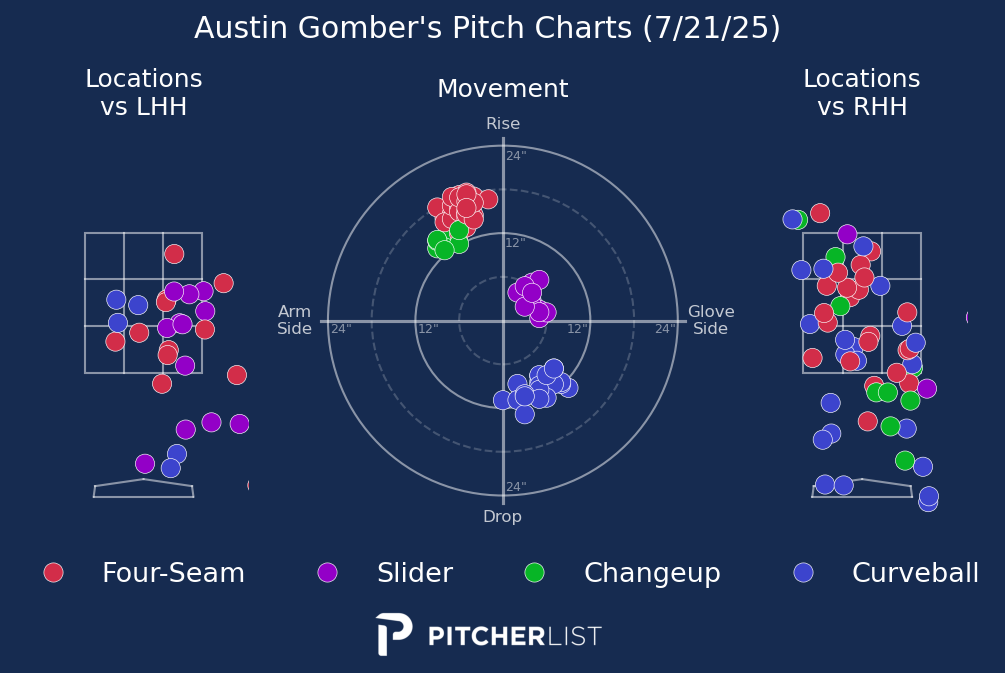 Austin Gomber's Pitch Charts (7/21/25)
Locations
vs LHH
Movement
Locations
vs RHH
Rise
24"
12"
Arm
Side
24"
12"
12"
24"
Glove
Side
24"
Drop
Four-Seam
Slider
Changeup
Curveball
PITCHERLIST